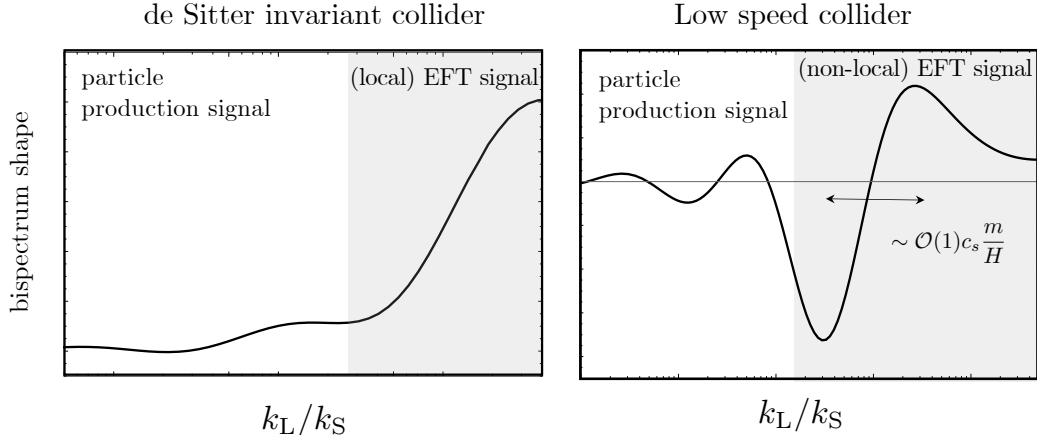 de Sitter invariant collider
particle
production signal
(local) EFT signal
bispectrum shape
k_L/k_S
Low speed collider
particle
production signal
(non-local) EFT signal
∼ 𝒪(1)c_s m/H
k_L/k_S